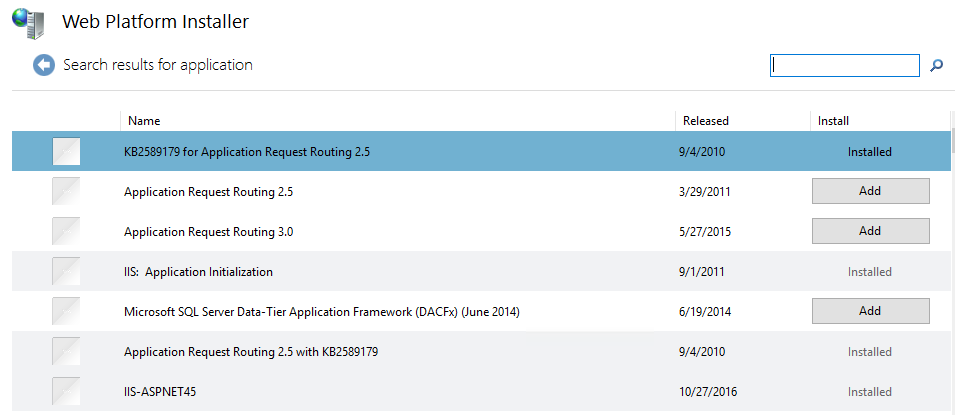 Web Platform Installer
Search results for application
Name Released Install
KB2589179 for Application Request Routing 2.5 9/4/2010 Installed
Application Request Routing 2.5 3/29/2011 Add
Application Request Routing 3.0 5/27/2015 Add
IIS:  Application Initialization 9/1/2011 Installed
Microsoft SQL Server Data-Tier Application Framework (DACFx) (June 2014) 6/19/2014 Add
Application Request Routing 2.5 with KB2589179 9/4/2010 Installed
IIS-ASPNET45 10/27/2016 Installed